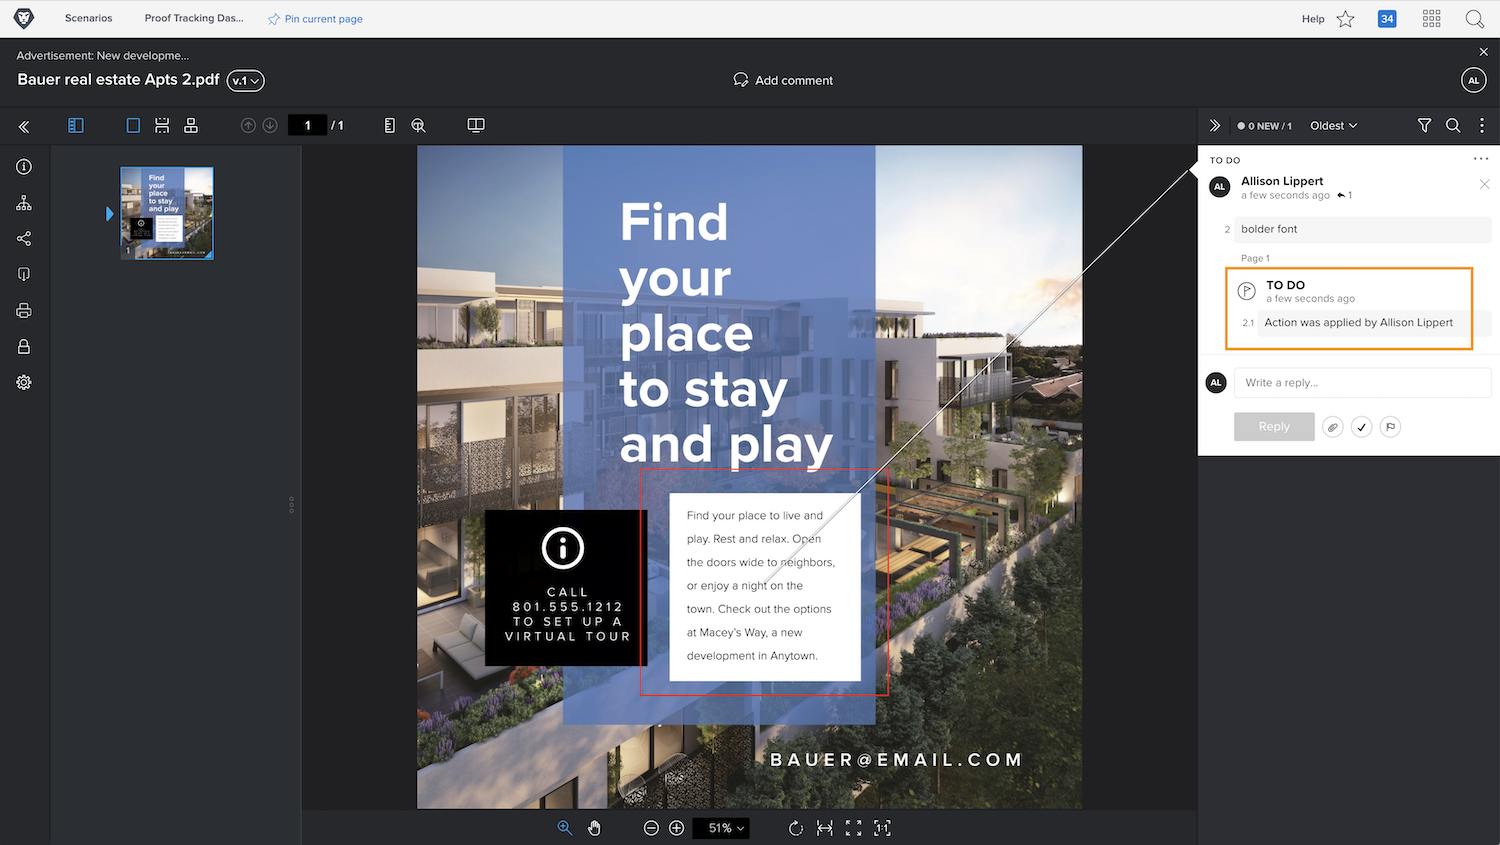 Scenarios
Proof Tracking Das...
Pin current page
Help
34
Advertisement: New developme...
Bauer real estate Apts 2.pdf
v.1
Add comment
AL
1 / 1
0 NEW / 1
Oldest
Find
your
place
to stay
and play
1
Find
your
place
to stay
and play
CALL
801.555.1212
TO SET UP A
VIRTUAL TOUR
Find your place to live and
play. Rest and relax. Open
the doors wide to neighbors,
or enjoy a night on the
town. Check out the options
at Macey's Way, a new
development in Anytown.
BAUER@EMAIL.COM
TO DO
AL
Allison Lippert
a few seconds ago
1
2
bolder font
Page 1
TO DO
a few seconds ago
2.1
Action was applied by Allison Lippert
AL
Write a reply...
Reply
51%
1:1